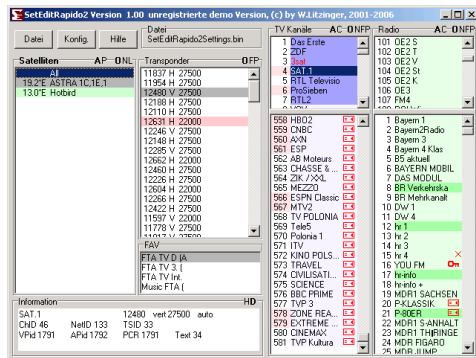 SetEditRapido2 Version 1.00 unregistrierte demo Version, (c) by W.Litzinger, 2001-2006
Datei
Konfig.
Hilfe
Datei
SetEditRapido2Settings.bin
Satelliten AP ONL
All
19.2°E ASTRA 1C,1E,1
13.0°E Hotbird
Transponder OFP
11837 H 27500
11954 H 27500
12480 V 27500
12188 H 27500
12110 H 27500
12631 H 22000
12246 V 27500
12148 H 27500
12285 V 27500
12662 H 22000
12460 H 27500
12226 H 27500
12604 H 22000
12266 H 27500
12422 H 27500
11597 V 22000
11778 V 27500
FAV
FTA TV D (A
FTA TV 3. (
FTA TV Int.
Music FTA (
Information HD
SAT.1 12480 vert 27500 auto
ChID 46 NetID 133 TSID 33
VPid 1791 APid 1792 PCR 1791 Text 34
TV Kanäle AC ONFP
1 Das Erste
2 ZDF
3 3sat
4 SAT.1
5 RTL Televisio
6 ProSieben
7 RTL2
558 HBO2
559 CNBC
560 AXN
561 ESP
562 AB Moteurs
563 CHASSE & ...
564 ZIK / XXL
565 MEZZO
566 ESPN Classic
567 MTV2
568 TV POLONIA
569 Tele5
570 Polonia 1
571 ITV
572 KINO POLS...
573 TRAVEL
574 CIVILISATI...
575 SCIENCE
576 BBC PRIME
577 TVP 3
578 ZONE REA...
579 EXTREME ...
580 CINEMAX
581 TVP Kultura
Radio AC ONFP
101 OE2 S
102 OE2 T
103 OE2 V
104 OE2 St
105 OE2 K
106 OE3
107 FM4
1 Bayern 1
2 Bayern2Radio
3 Bayern 3
4 Bayern 4 Klas
5 B5 aktuell
6 BAYERN MOBIL
7 DAS MODUL
8 BR Verkehrska
9 BR Mehrkanalt
10 DW 1
11 DW 4
12 hr 1
13 hr 2
14 hr 3
15 hr 4
16 YOU FM
17 hr-info
18 hr-info +
19 MDR1 SACHSEN
20 P-KLASSIK
21 P-80ER
22 MDR1 S-ANHALT
23 MDR1 THÜRINGE
24 MDR FIGARO
25 MDR JUMP